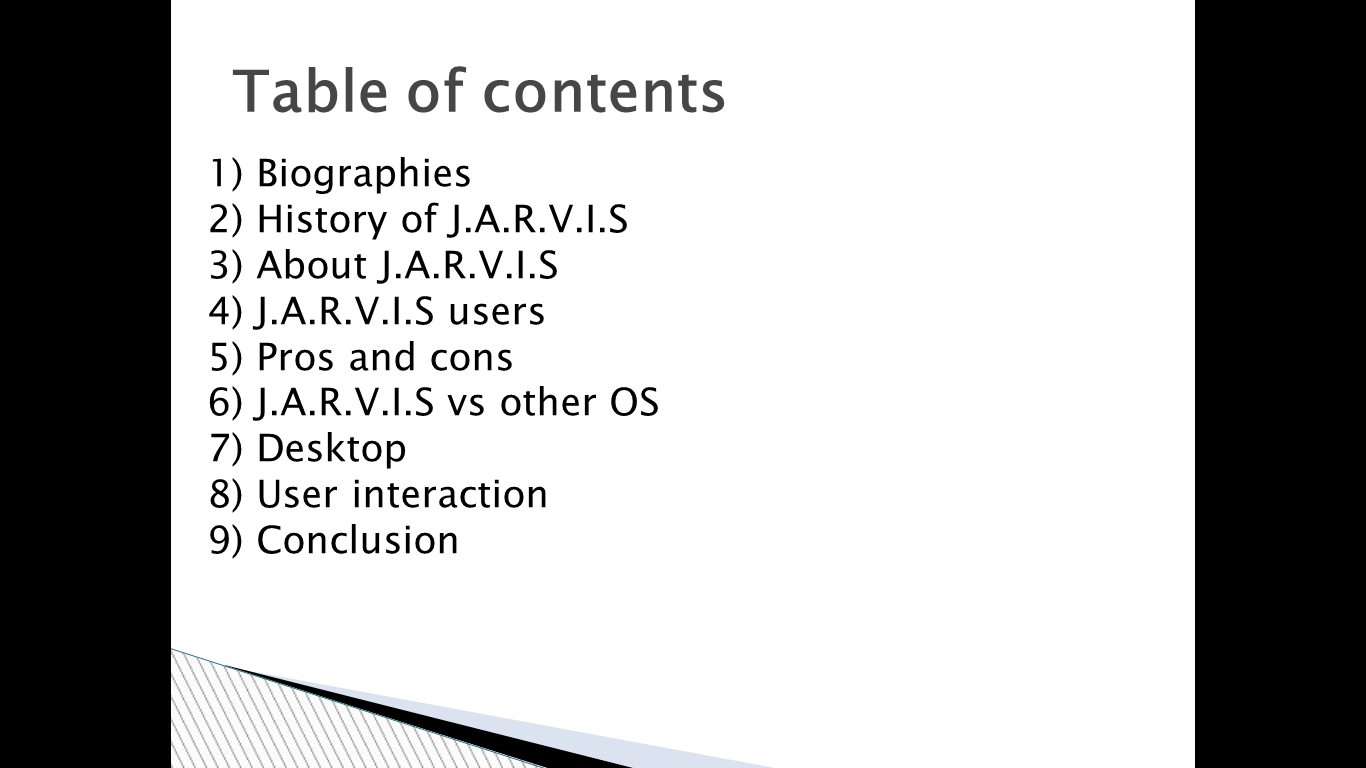 Table of contents
1) Biographies
2) History of J.A.R.V.I.S
3) About J.A.R.V.I.S
4) J.A.R.V.I.S users
5) Pros and cons
6) J.A.R.V.I.S vs other OS
7) Desktop
8) User interaction
9) Conclusion